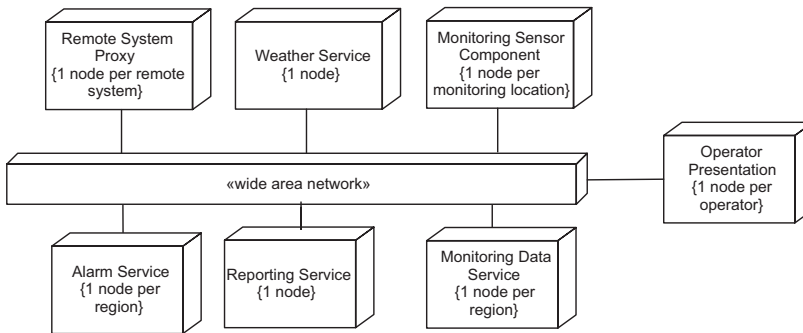 Remote System
Proxy
{1 node per remote
system}
Weather Service
{1 node}
Monitoring Sensor
Component
{1 node per
monitoring location}
«wide area network»
Operator
Presentation
{1 node per
operator}
Alarm Service
{1 node per
region}
Reporting Service
{1 node}
Monitoring Data
Service
{1 node per
region}